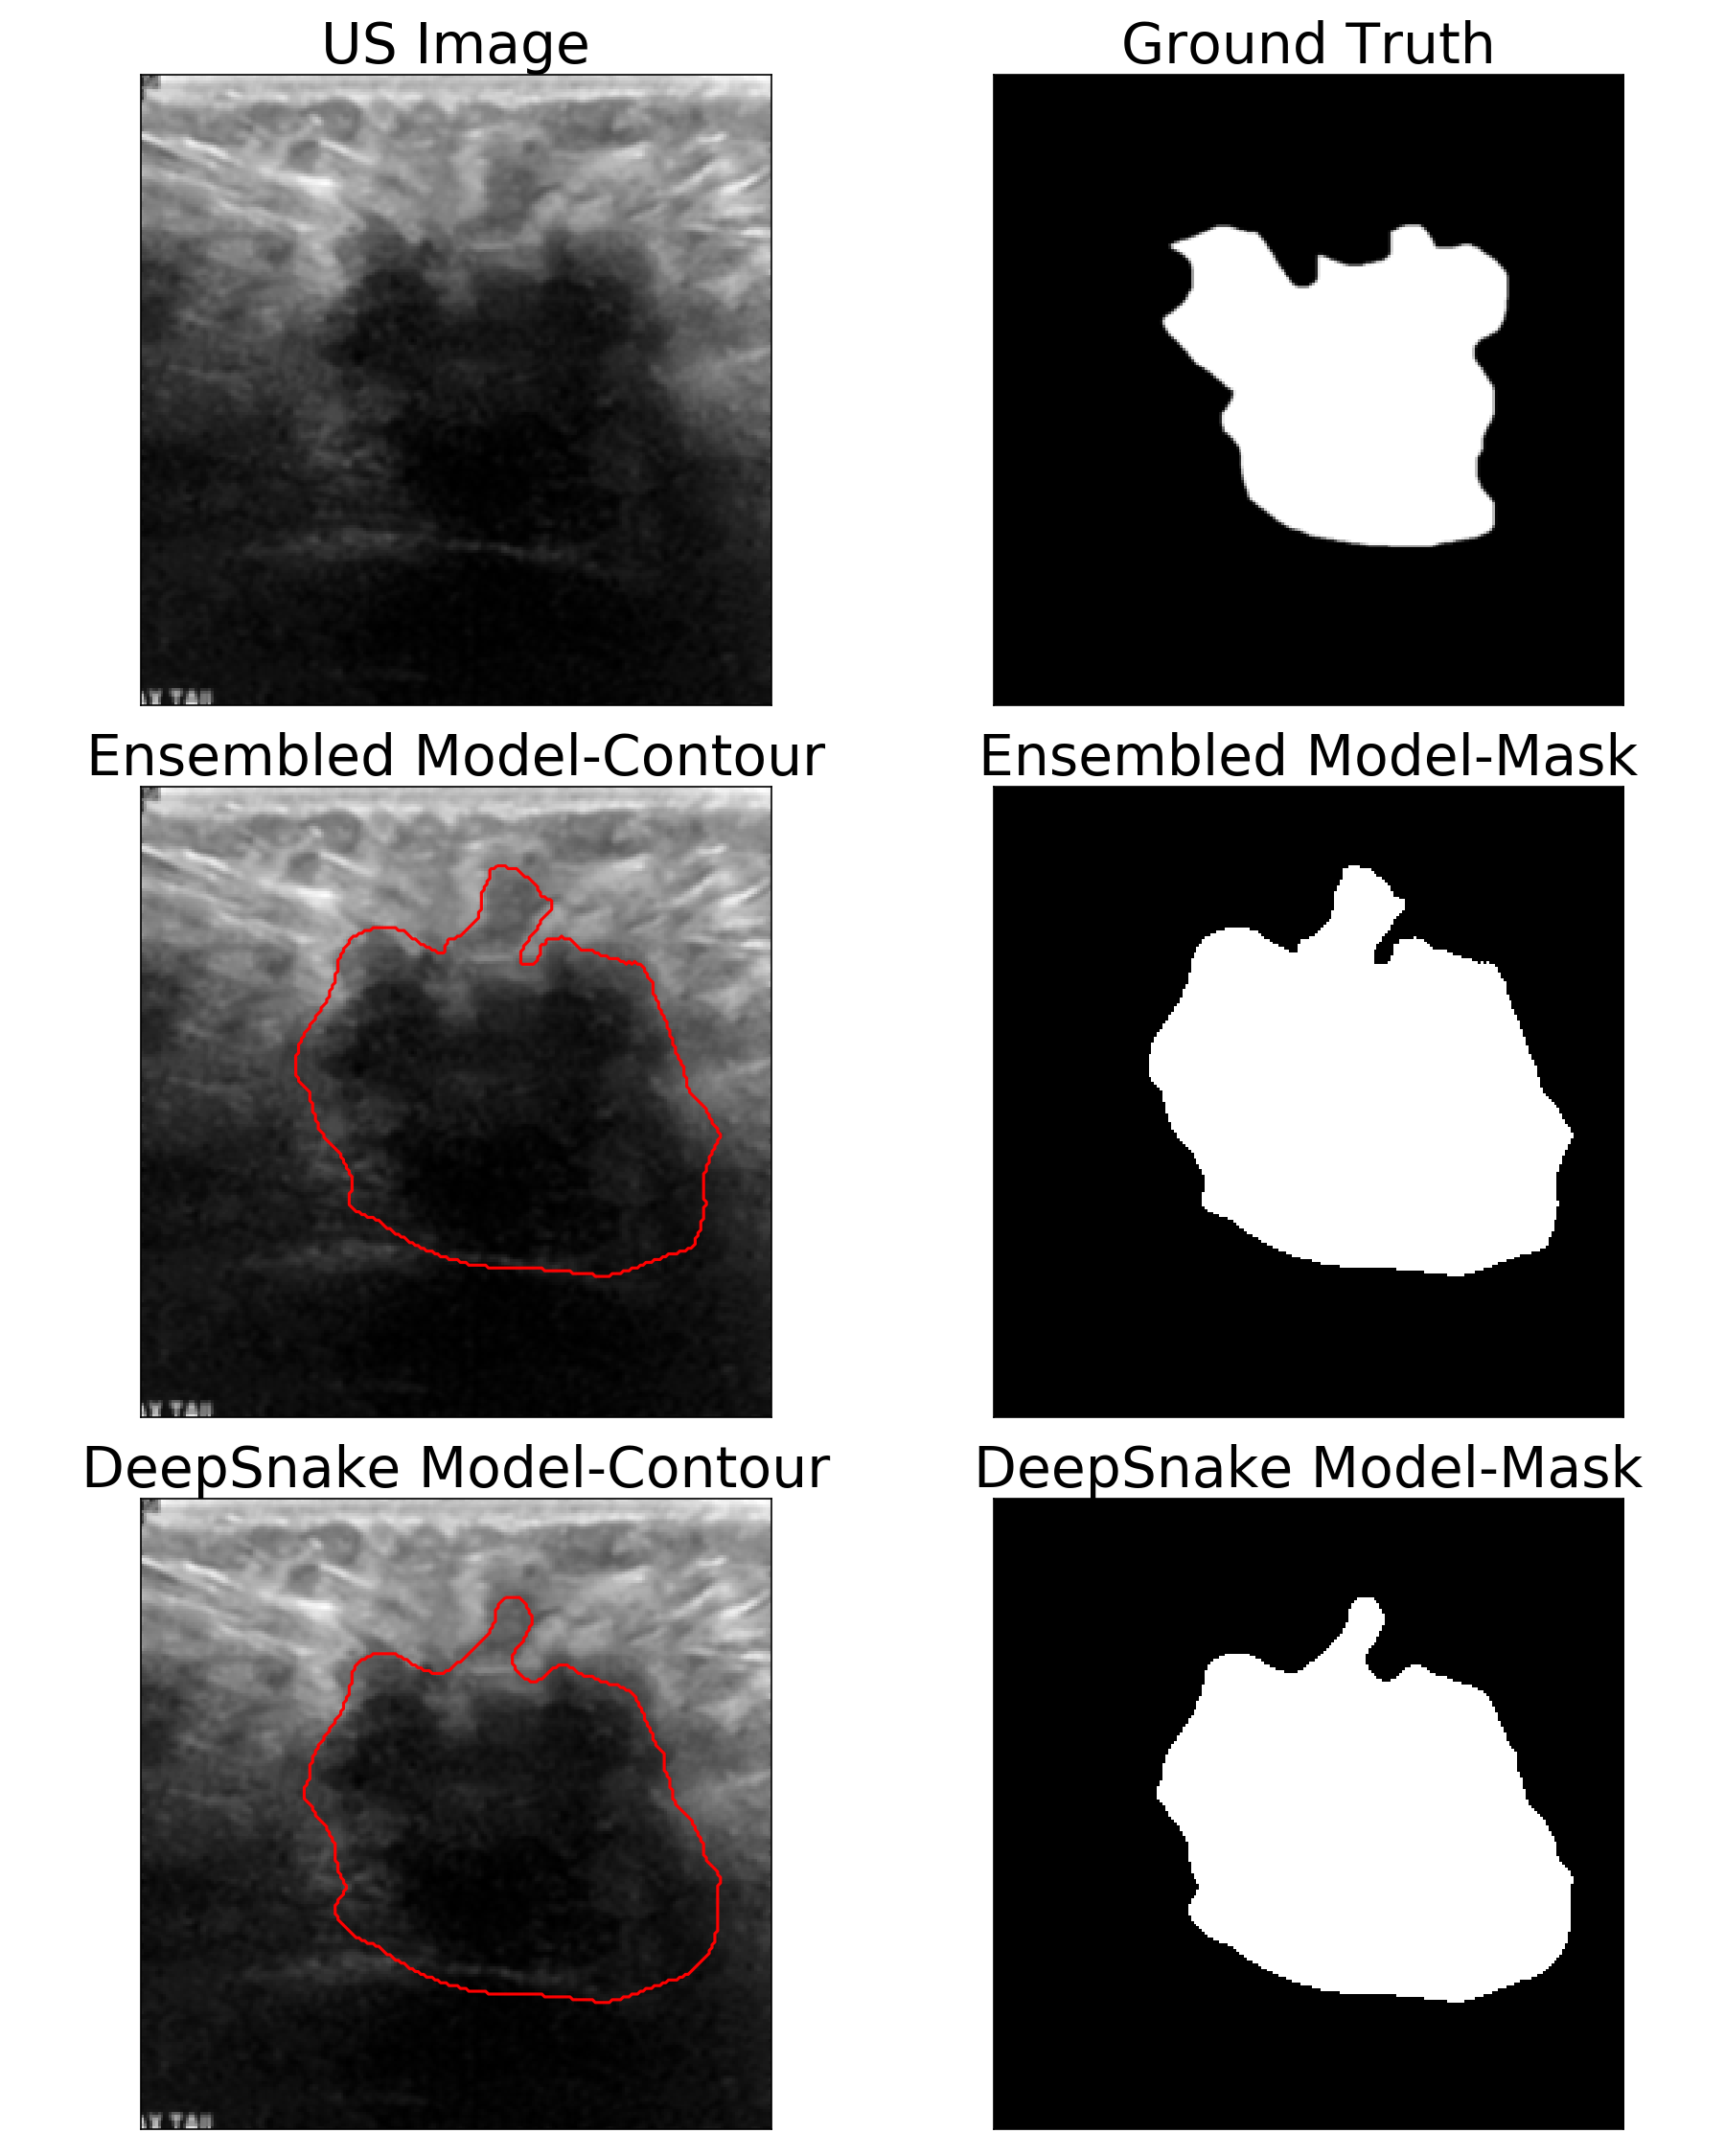 US Image
Ground Truth
Ensembled Model-Contour
Ensembled Model-Mask
DeepSnake Model-Contour
DeepSnake Model-Mask